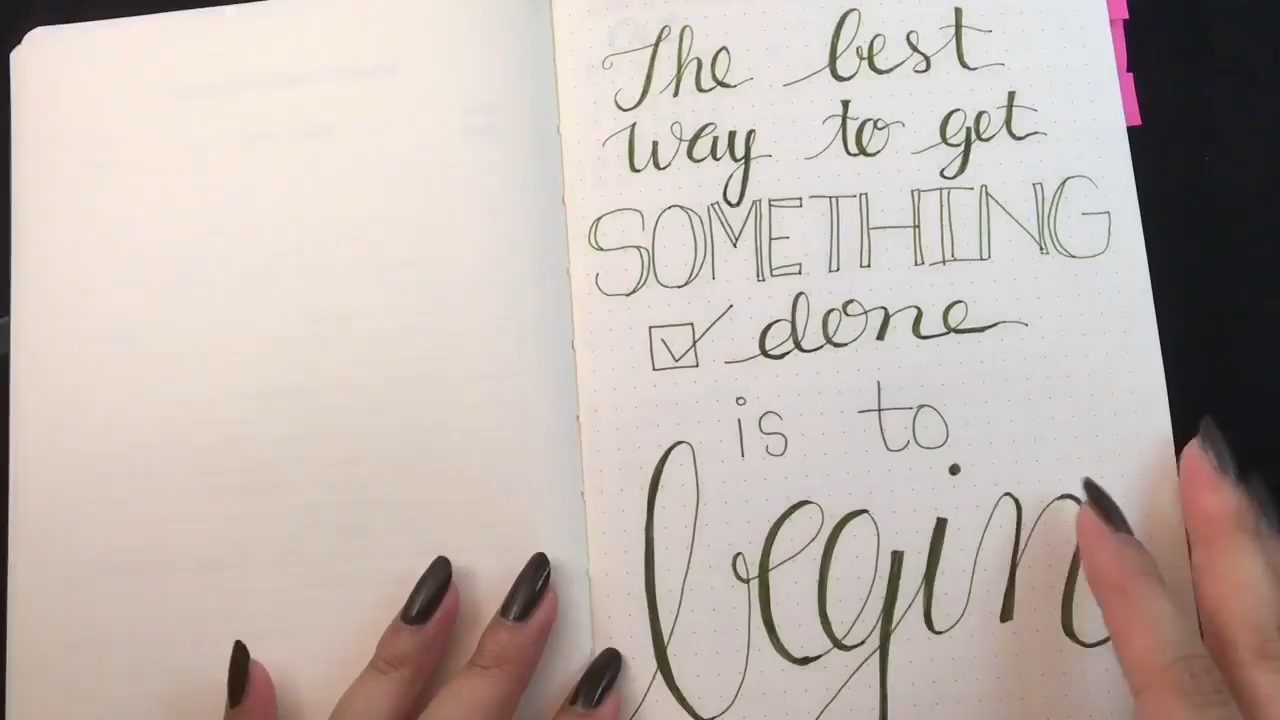 The best
way to get
SOMETHING
done
is to
begin